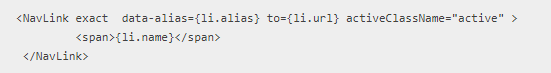 <NavLink exact  data-alias={li.alias} to={li.url} activeClassName="active" >
        <span>{li.name}</span>
 </NavLink>